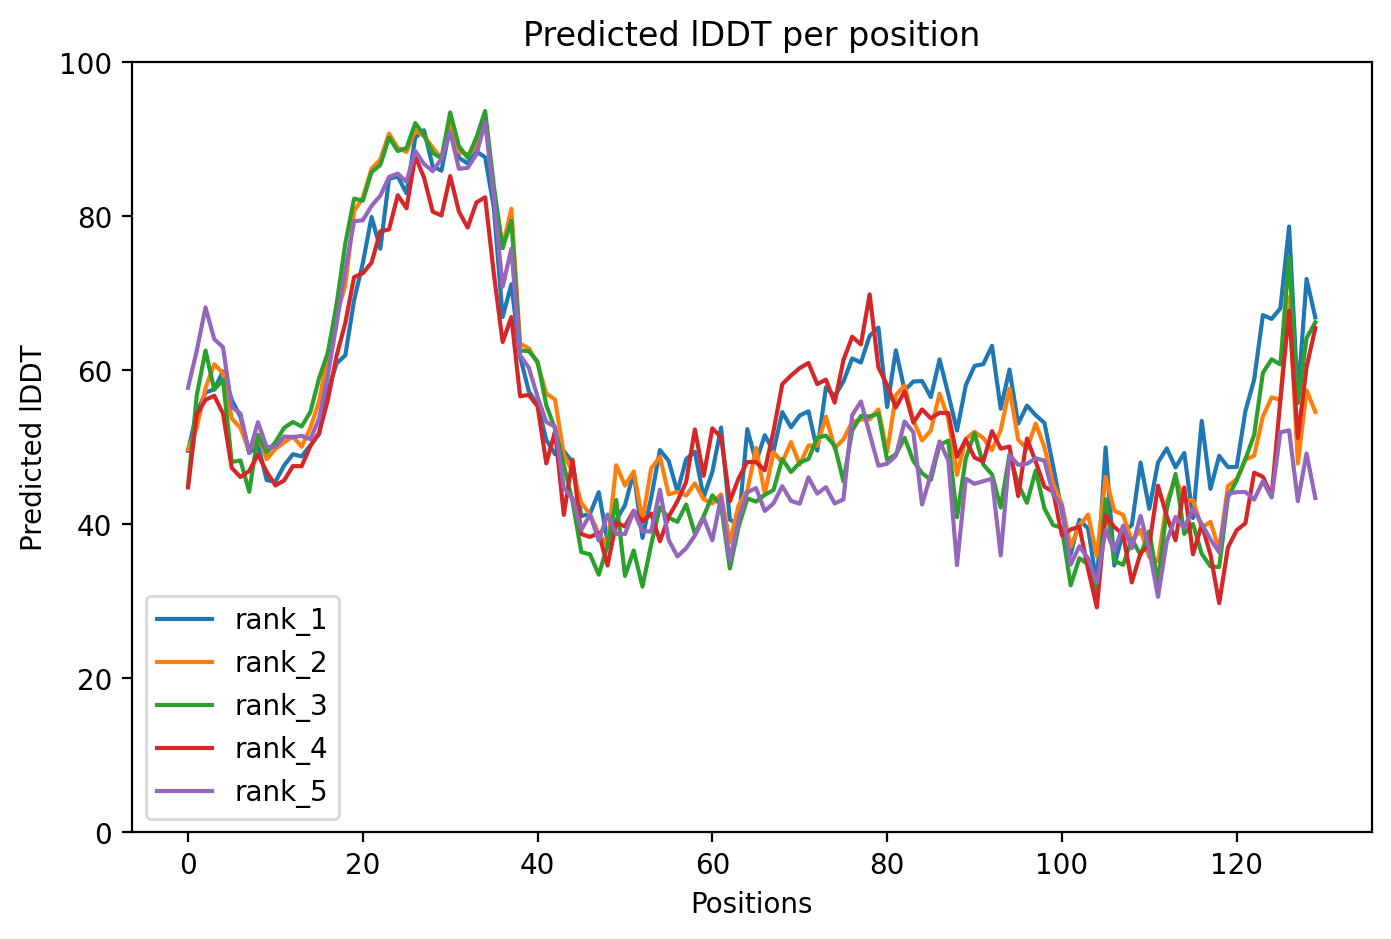 Predicted lDDT per position
100
80
60
40
20
0
Predicted lDDT
rank_1
rank_2
rank_3
rank_4
rank_5
0 20 40 60 80 100 120
Positions